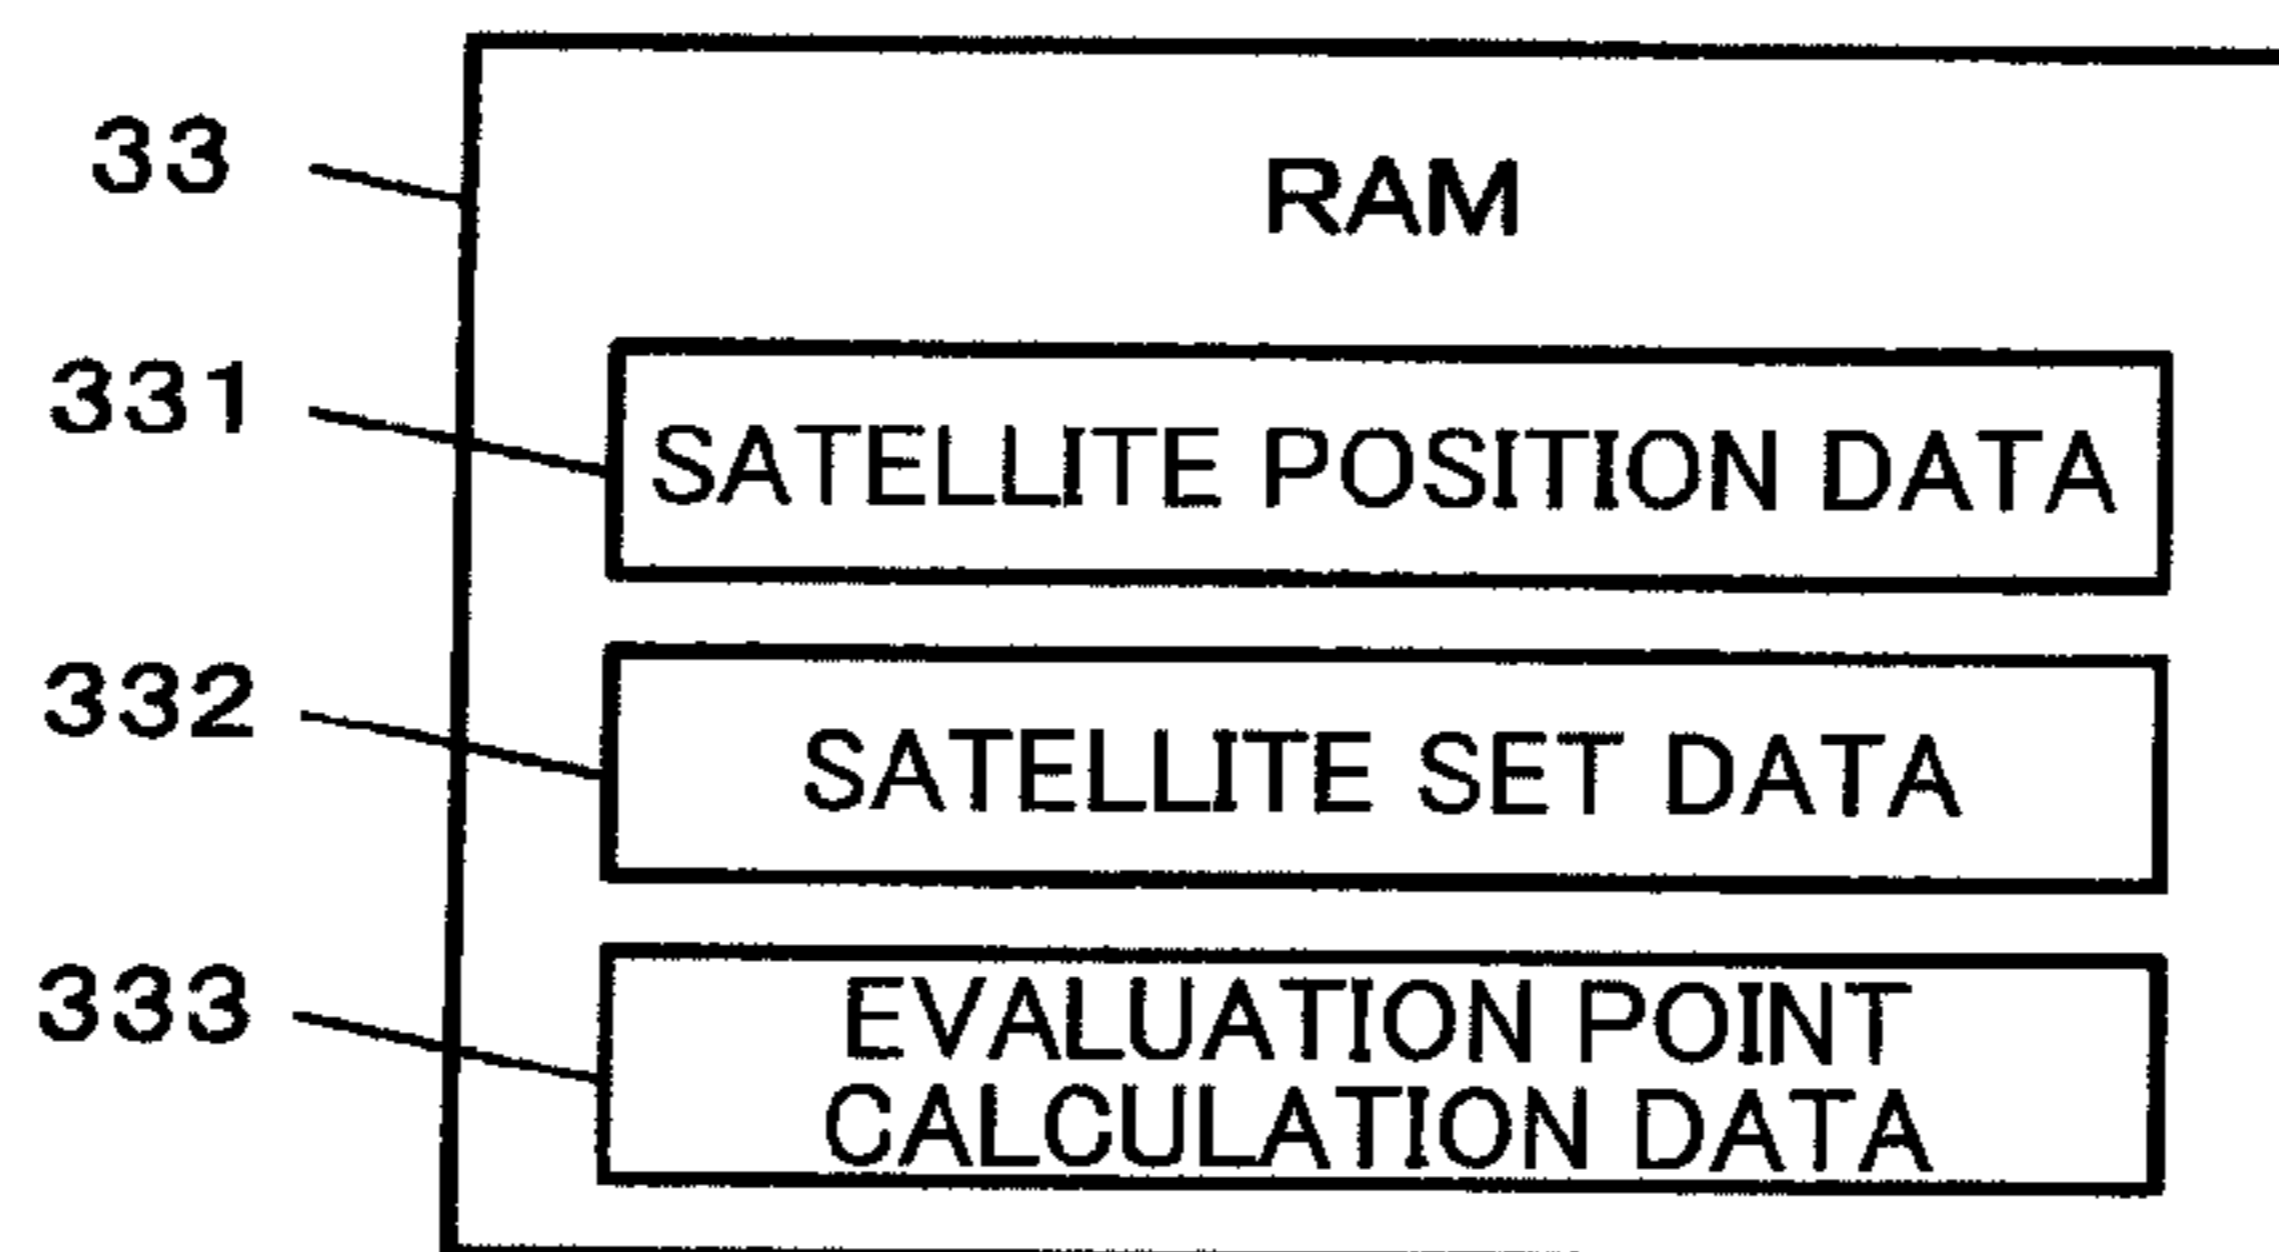 33
RAM
331
SATELLITE POSITION DATA
332
SATELLITE SET DATA
333
EVALUATION POINT
CALCULATION DATA